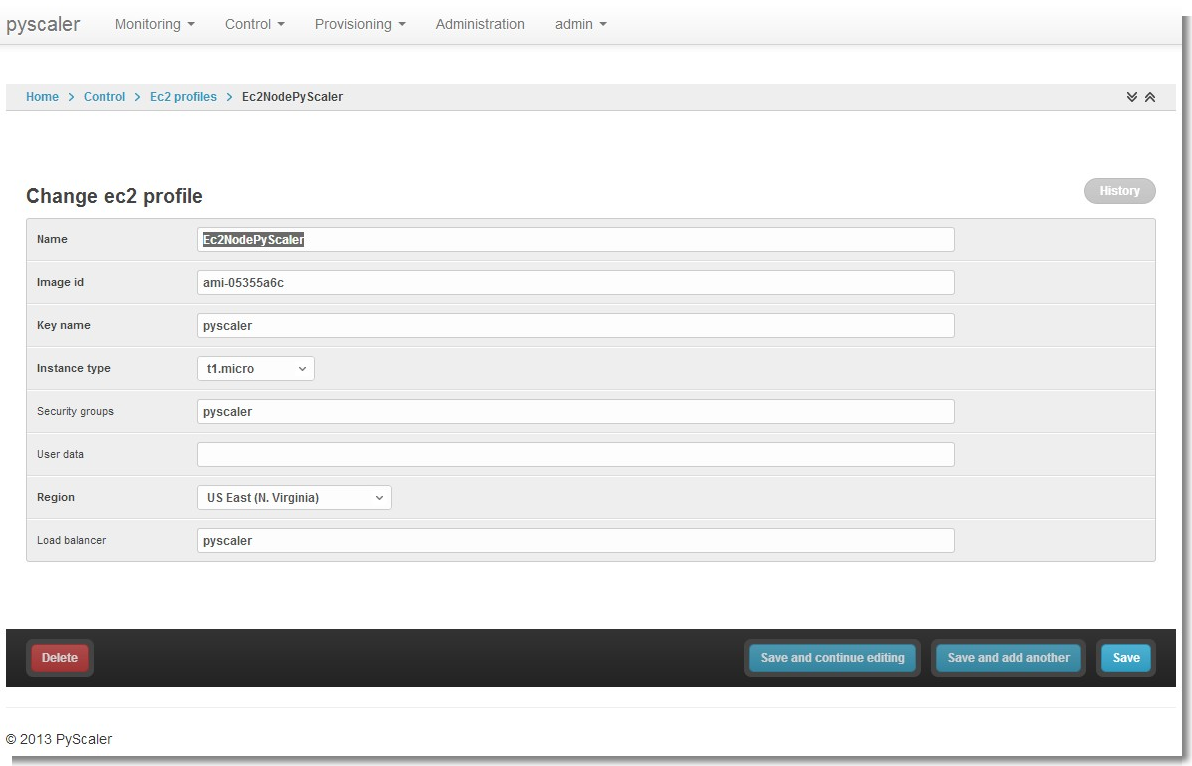 pyscaler Monitoring Control Provisioning Administration admin
Home > Control > Ec2 profiles > Ec2NodePyScaler
Change ec2 profile History
Name Ec2NodePyScaler
Image id ami-05355a6c
Key name pyscaler
Instance type t1.micro
Security groups pyscaler
User data
Region US East (N. Virginia)
Load balancer pyscaler
Delete Save and continue editing Save and add another Save
© 2013 PyScaler